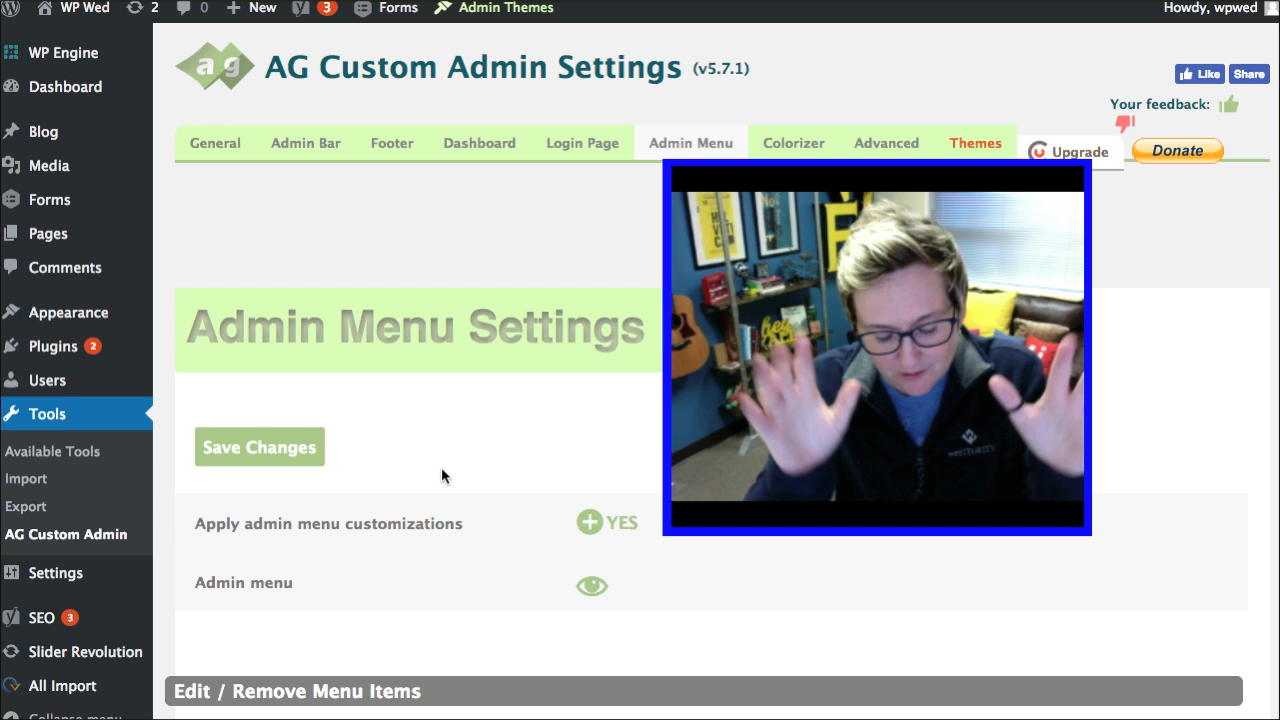 WP Wed 2 0 New 3 Forms Admin Themes Howdy, wpwed
WP Engine
Dashboard
Blog
Media
Forms
Pages
Comments
Appearance
Plugins 2
Users
Tools
Available Tools
Import
Export
AG Custom Admin
Settings
SEO 3
Slider Revolution
All Import
Collapse menu
ag AG Custom Admin Settings (v5.7.1)
Like Share
Your feedback:
General Admin Bar Footer Dashboard Login Page Admin Menu Colorizer Advanced Themes Upgrade Donate
Admin Menu Settings
Save Changes
Apply admin menu customizations YES
Admin menu
Edit / Remove Menu Items